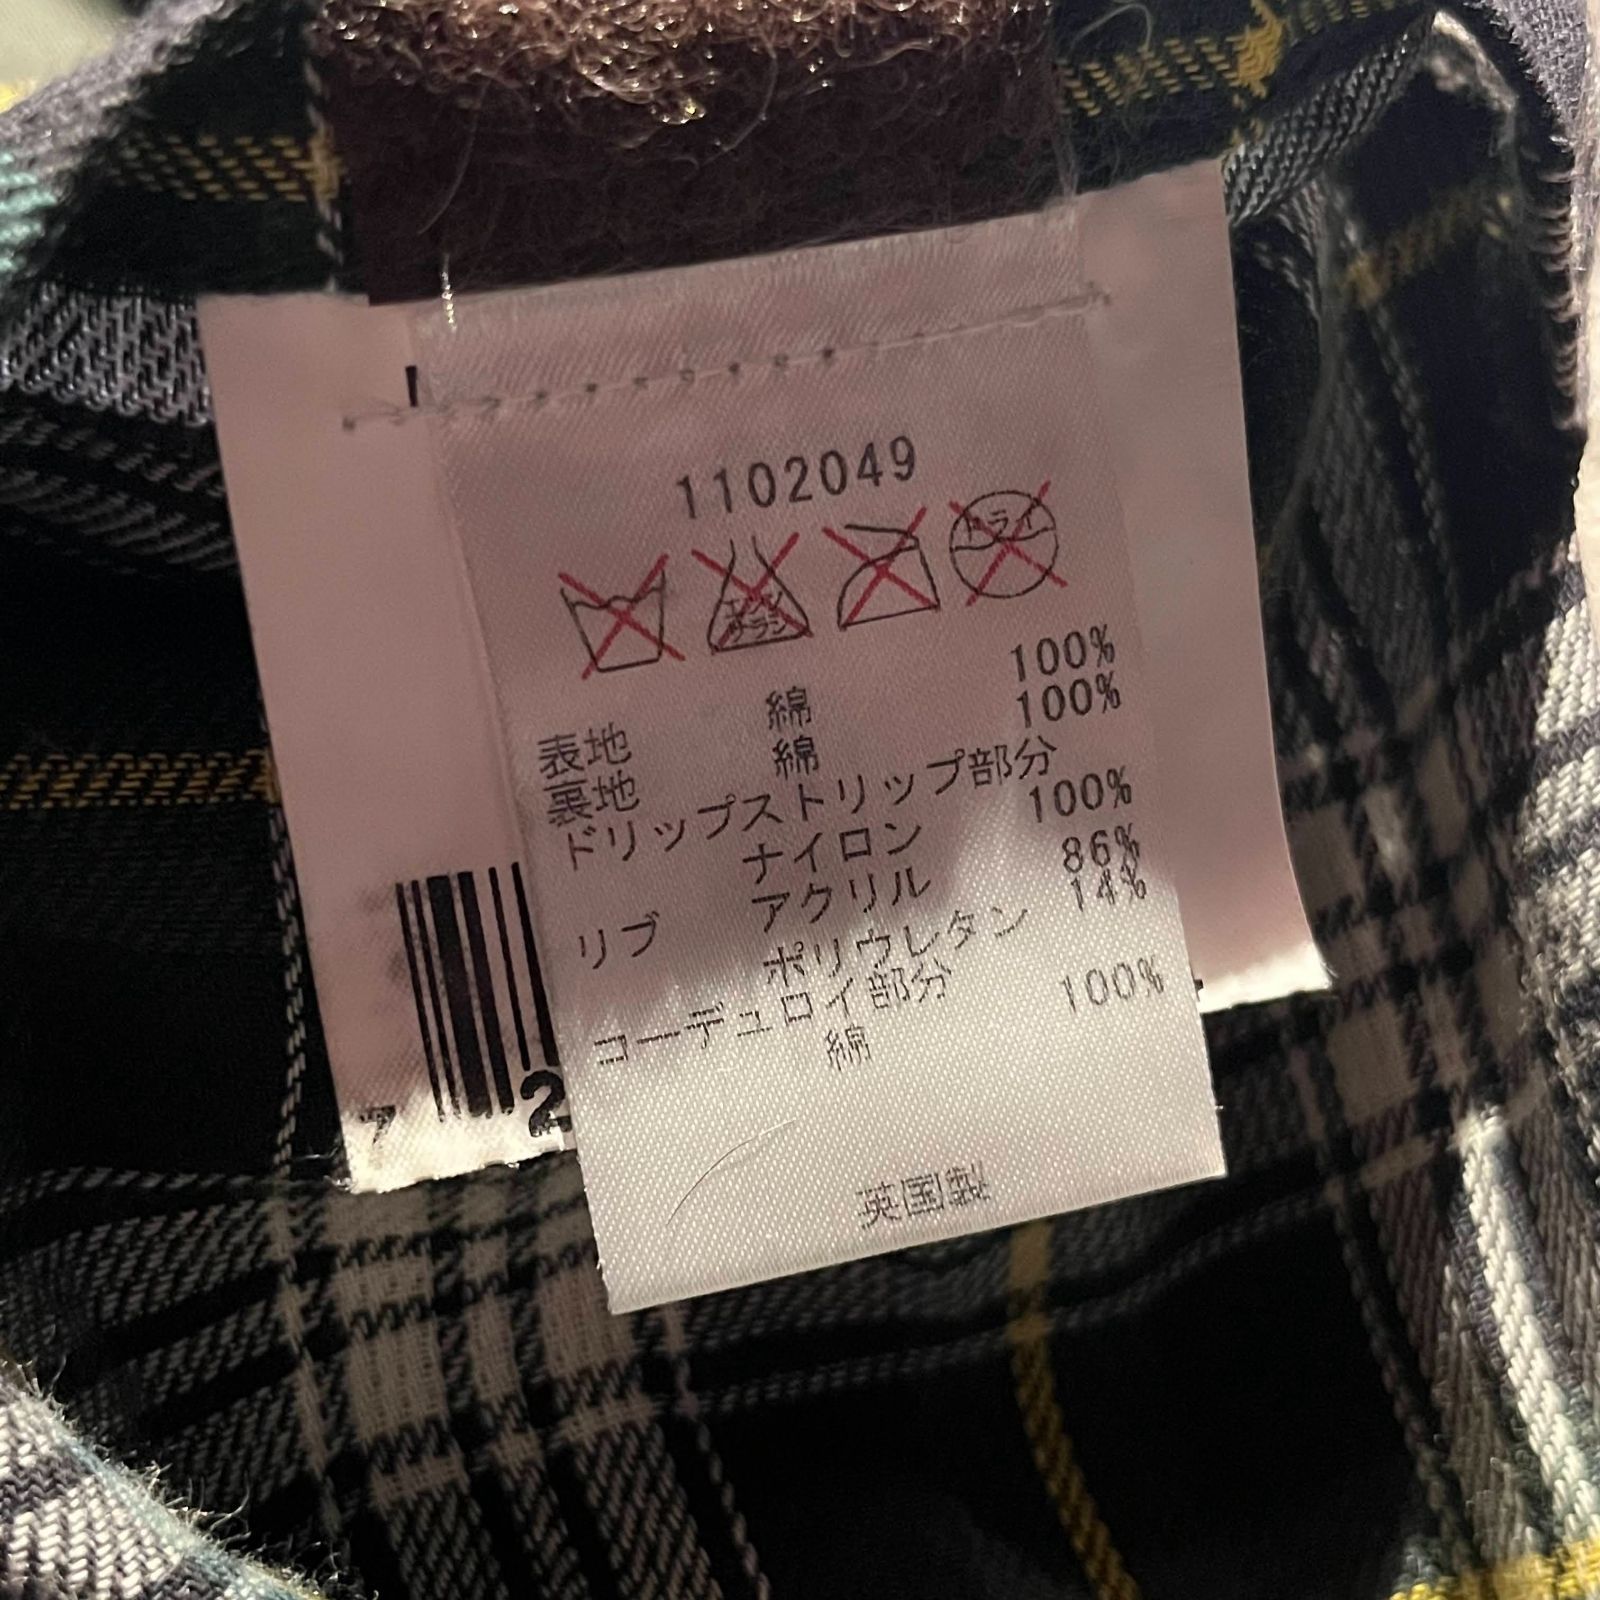 1102049
ドライ
表地 綿 100%
裏地 綿 100%
ドリップストリップ部分
ナイロン 100%
リブ アクリル 86%
ポリウレタン 14%
コーデュロイ部分
綿 100%
英国製
7 2